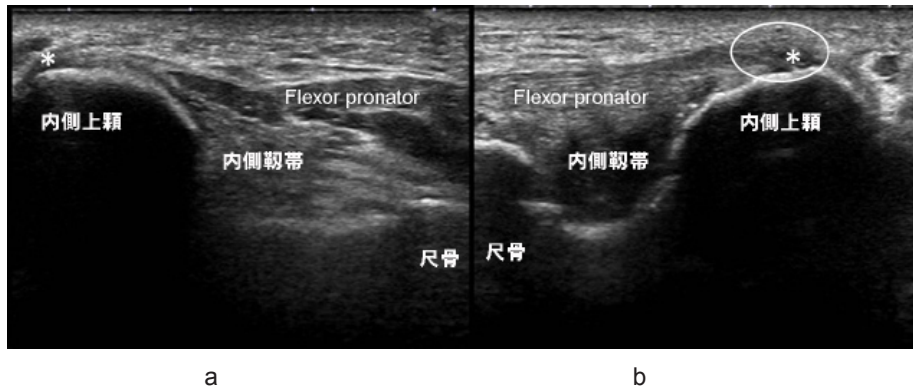 *
Flexor pronator
内側上顆
内側靱帯
尺骨
*
Flexor pronator
内側上顆
内側靱帯
尺骨
a
b